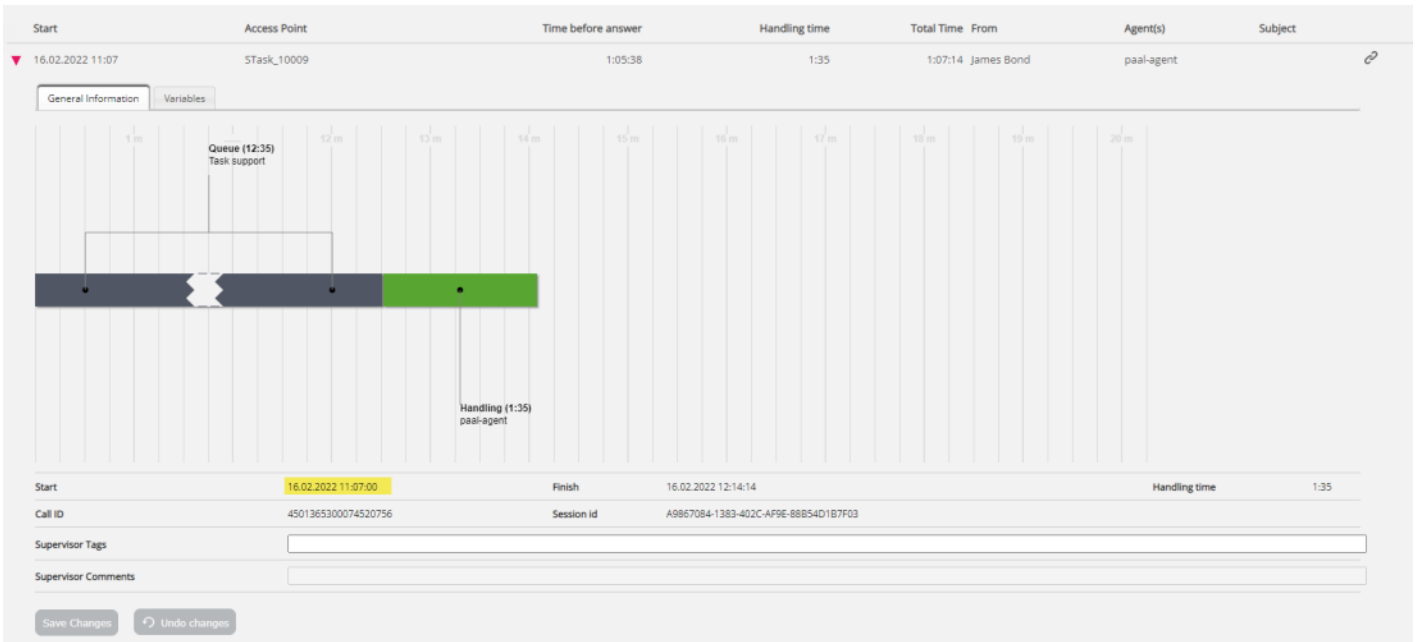 Start Access Point Time before answer Handling time Total Time From Agent(s) Subject
16.02.2022 11:07 STask_10009 1:05:38 1:35 1:07:14 James Bond paal-agent
General Information Variables
1 m 12 m 13 m 14 m 15 m 16 m 17 m 18 m 19 m 20 m
Queue (12:35)
Task support
Handling (1:35)
paal-agent
Start 16.02.2022 11:07:00 Finish 16.02.2022 12:14:14 Handling time 1:35
Call ID 4501365300074520756 Session id A9867084-1383-402C-AF9E-88B54D1B7F03
Supervisor Tags
Supervisor Comments
Save Changes Undo changes